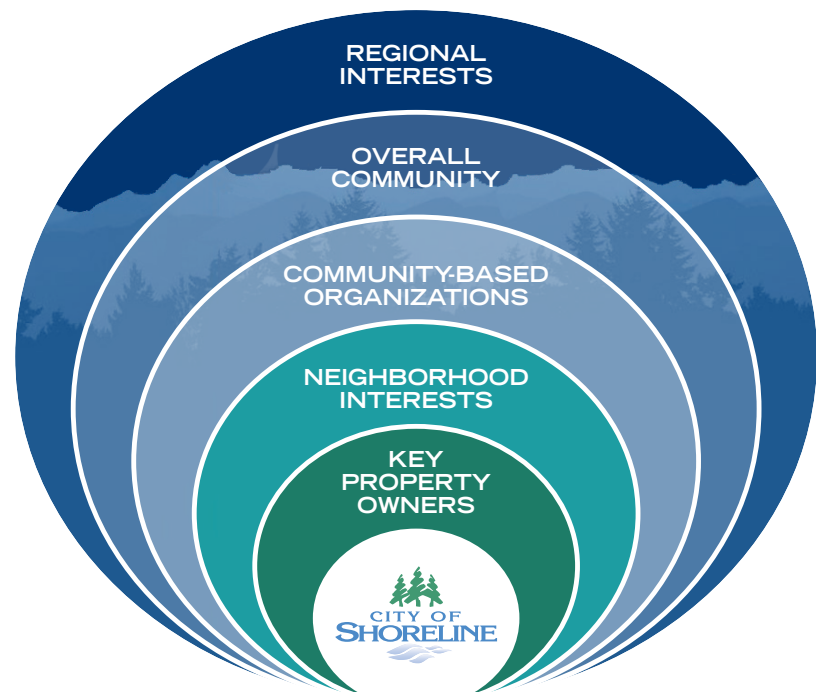 REGIONAL
INTERESTS
OVERALL
COMMUNITY
COMMUNITY-BASED
ORGANIZATIONS
NEIGHBORHOOD
INTERESTS
KEY
PROPERTY
OWNERS
CITY OF
SHORELINE